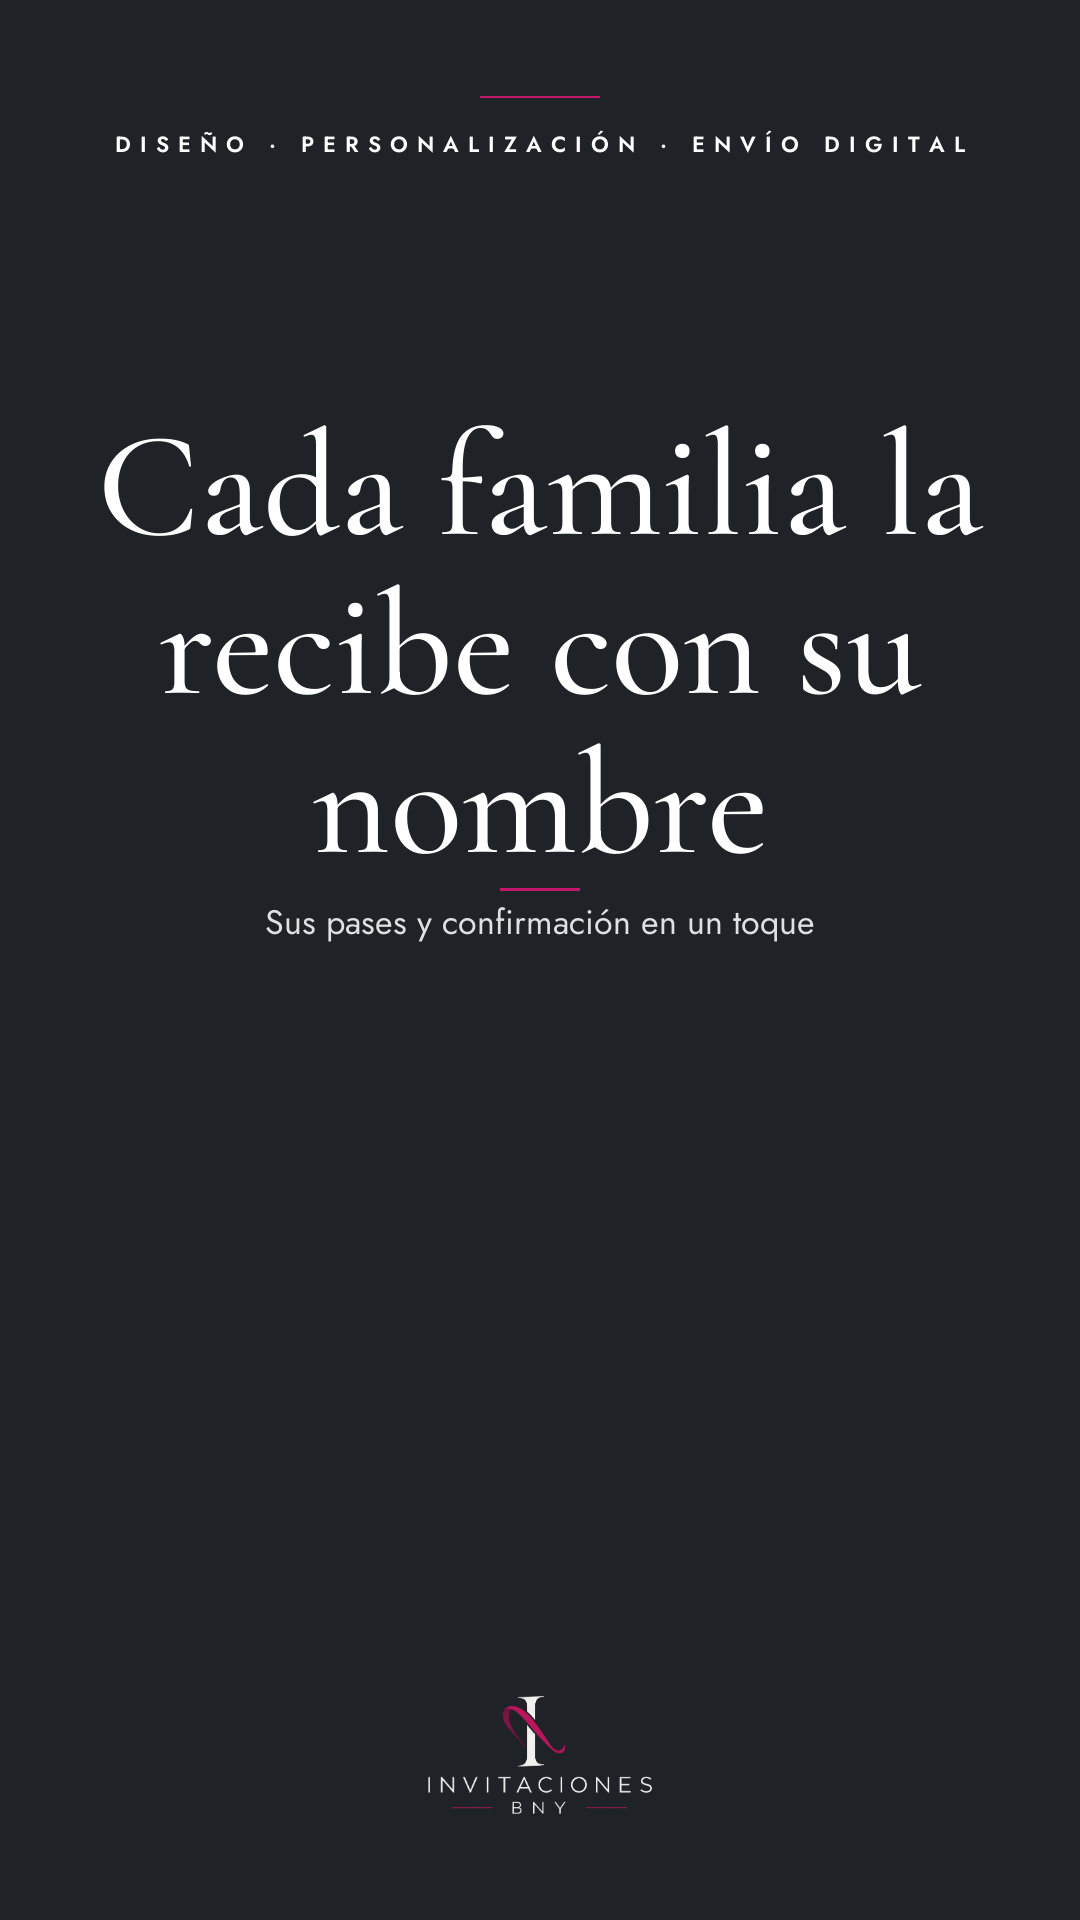 DISEÑO · PERSONALIZACIÓN · ENVÍO DIGITAL
Cada familia la
recibe con su
nombre
Sus pases y confirmación en un toque
INVITACIONES
BNY